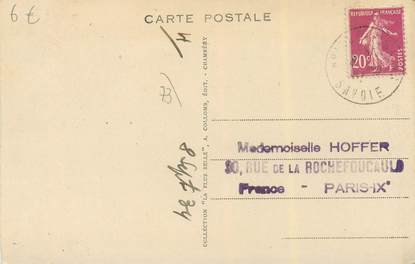 6 €
CARTE POSTALE
REPUBLIQUE FRANÇAISE
20c
POSTES
SAVOIE
COLLECTION "LA PLUS BELLE", A. COLLOMB, ÉDIT. - CHAMBÉRY
Mademoiselle HOFFER
30, RUE DE LA ROCHEFOUCAULD
France - PARIS-IX°